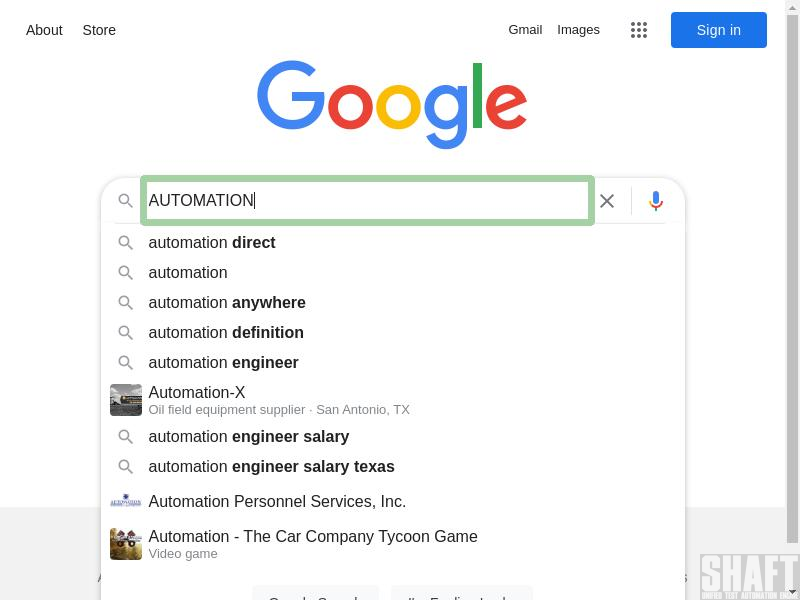 About Store Gmail Images Sign in
Google
AUTOMATION
automation direct
automation
automation anywhere
automation definition
automation engineer
Automation-X
Oil field equipment supplier · San Antonio, TX
automation engineer salary
automation engineer salary texas
Automation Personnel Services, Inc.
Automation - The Car Company Tycoon Game
Video game
SHAFT